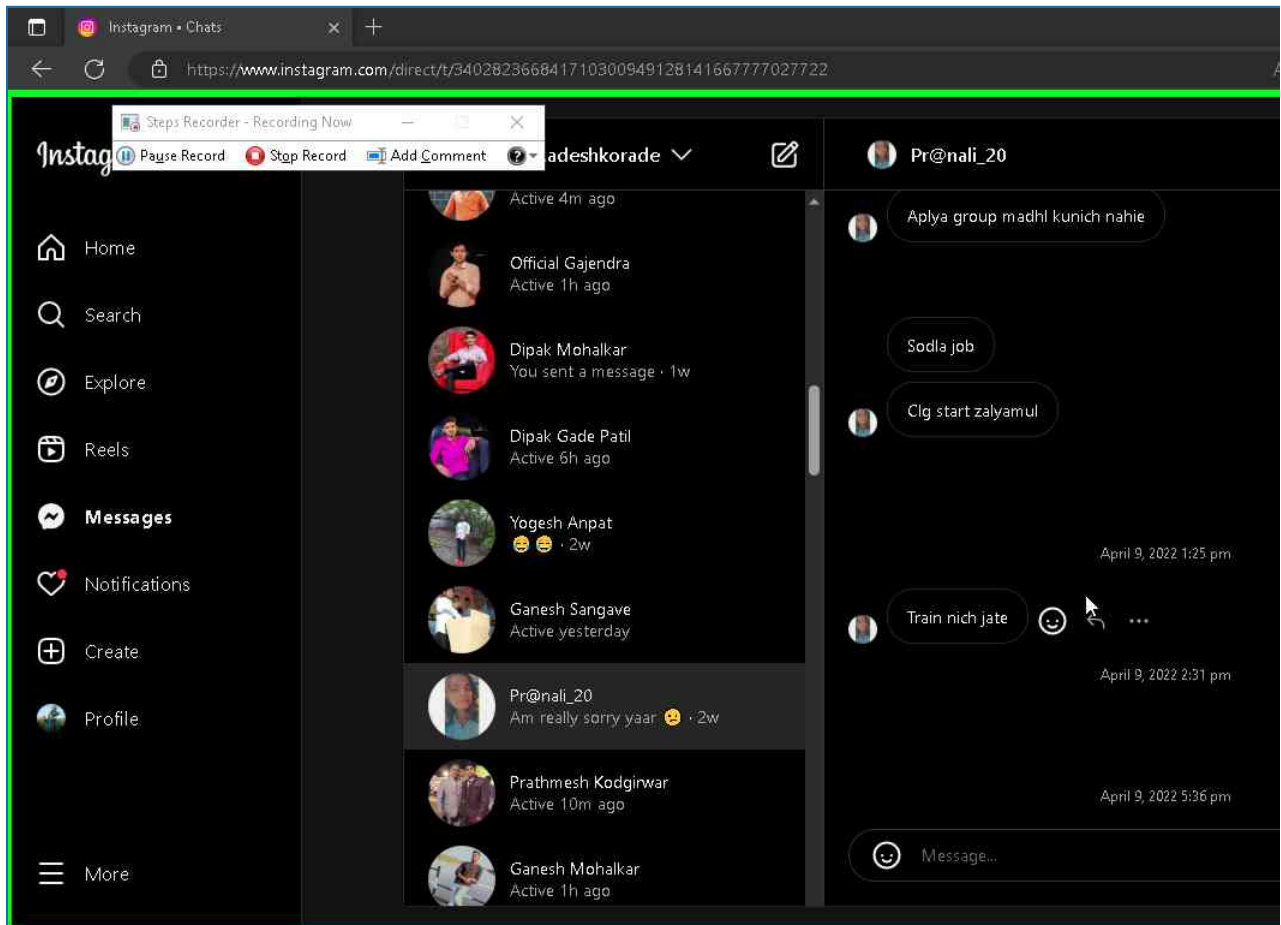 Instagram • Chats
https://www.instagram.com/direct/t/340282366841710300949128141667777027722
Steps Recorder - Recording Now
Pause Record Stop Record Add Comment
Instag
adeshkorade
Pr@nali_20
Home
Search
Explore
Reels
Messages
Notifications
Create
Profile
More
Active 4m ago
Official Gajendra
Active 1h ago
Dipak Mohalkar
You sent a message · 1w
Dipak Gade Patil
Active 6h ago
Yogesh Anpat
😂 😂 · 2w
Ganesh Sangave
Active yesterday
Pr@nali_20
Am really sorry yaar 😕 · 2w
Prathmesh Kodgirwar
Active 10m ago
Ganesh Mohalkar
Active 1h ago
Aplya group madhl kunich nahie
Sodla job
Clg start zalyamul
April 9, 2022 1:25 pm
Train nich jate
April 9, 2022 2:31 pm
April 9, 2022 5:36 pm
Message...